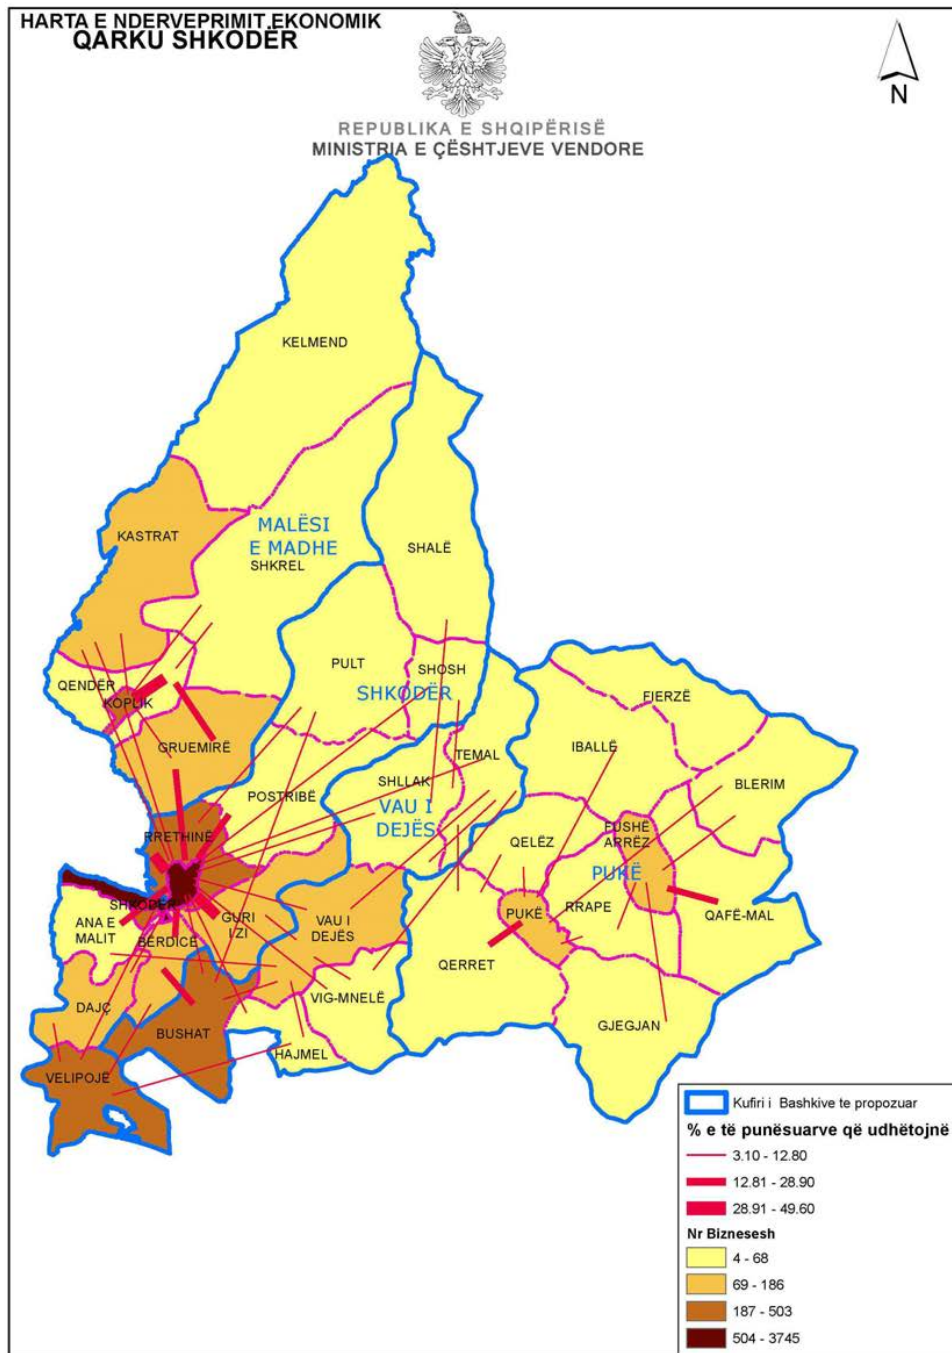 HARTA E NDERVEPRIMIT EKONOMIK
QARKU SHKODËR
N
REPUBLIKA E SHQIPËRISË
MINISTRIA E ÇËSHTJEVE VENDORE
KELMEND
KASTRAT
MALËSI
E MADHE
SHKREL
SHALË
PULT
SHOSH
QENDËR
SHKODËR
KOPLIK
FIERZË
GRUEMIRË
IBALLË
TEMAL
SHLLAK
BLERIM
POSTRIBË
VAU I
DEJËS
RRETHINË
FUSHË
ARRËZ
QELËZ
PUKË
SHKODËR
ANA E
MALIT
BËRDICË
GURI
I ZI
VAU I
DEJËS
PUKË
RRAPE
QAFË-MAL
QERRET
VIG-MNELË
DAJÇ
BUSHAT
GJEGJAN
HAJMEL
VELIPOJË
Kufiri i Bashkive te propozuar
% e të punësuarve që udhëtojnë
3.10 - 12.80
12.81 - 28.90
28.91 - 49.60
Nr Biznesesh
4 - 68
69 - 186
187 - 503
504 - 3745